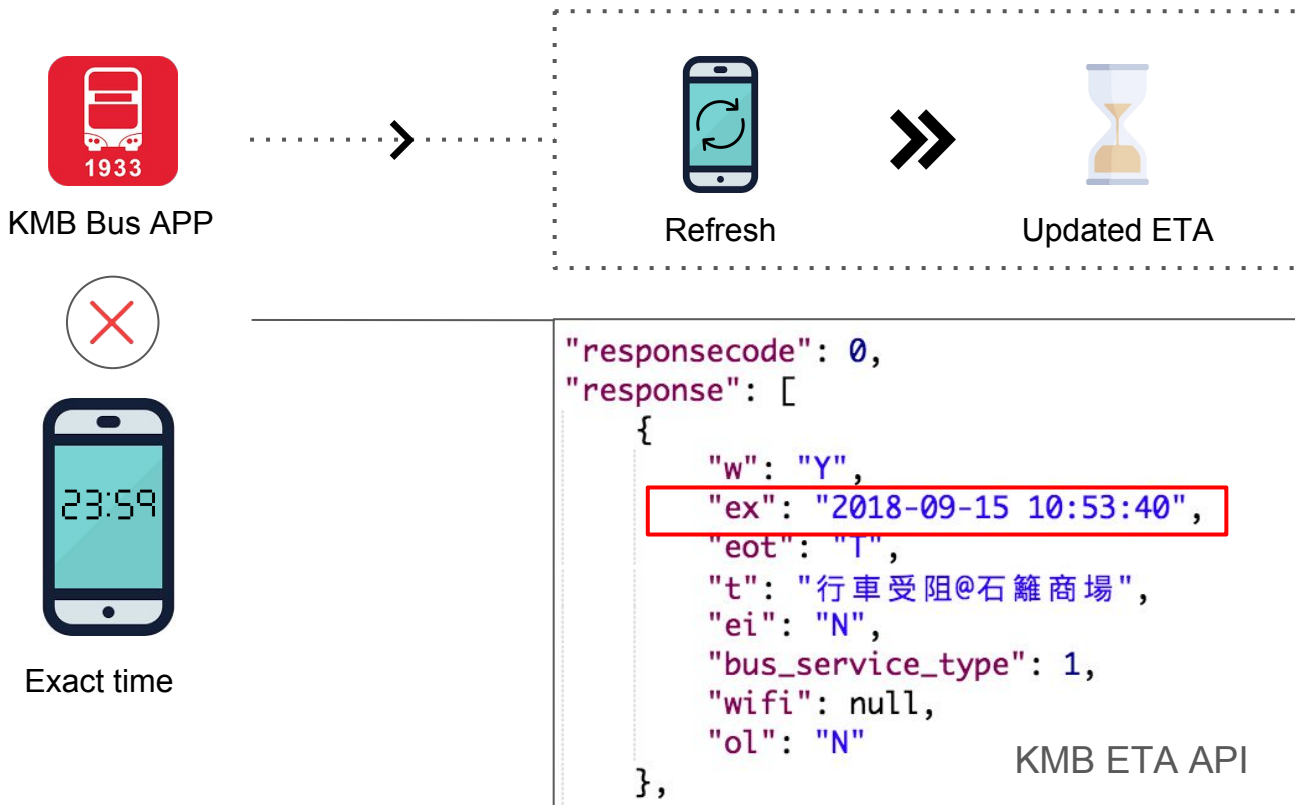 1933
KMB Bus APP
Refresh
Updated ETA
23:59
Exact time
"responsecode": 0,
"response": [
{
"w": "Y",
"ex": "2018-09-15 10:53:40",
"eot": "T",
"t": "行車受阻@石籬商場",
"ei": "N",
"bus_service_type": 1,
"wifi": null,
"ol": "N"
},
KMB ETA API